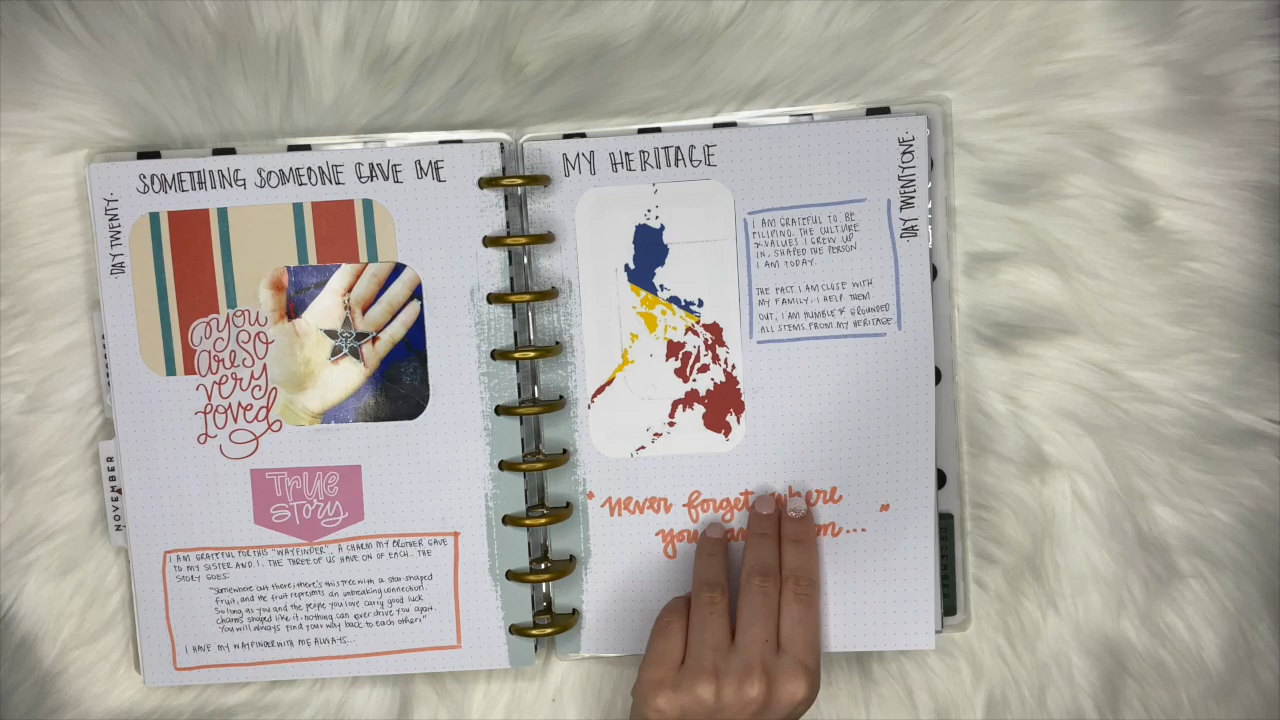 SOMETHING SOMEONE GAVE ME
·DAY TWENTY·
you
are so
very
loved
TRUE
STORY
I AM GRATEFUL FOR THIS "WAYFINDER", A CHARM MY BROTHER GAVE
TO MY SISTER AND I. THE THREE OF US HAVE ON OF EACH. THE
STORY GOES:
"Somewhere out there, there's this tree with a star-shaped
fruit, and the fruit represents an unbreaking connection.
So long as you and the people you love carry good luck
charms shaped like it, nothing can ever drive you apart.
You will always find your way back to each other."
I HAVE MY WAYFINDER WITH ME ALWAYS...
NOVEMBER
MY HERITAGE
·DAY TWENTYONE·
I AM GRATEFUL TO BE
FILIPINO. THE CULTURE
& VALUES I GREW UP
IN, SHAPED THE PERSON
I AM TODAY.
THE FACT I AM CLOSE WITH
MY FAMILY, I HELP THEM
OUT, I AM HUMBLE & GROUNDED
ALL STEMS FROM MY HERITAGE
"never forget where
you
DECEMBER